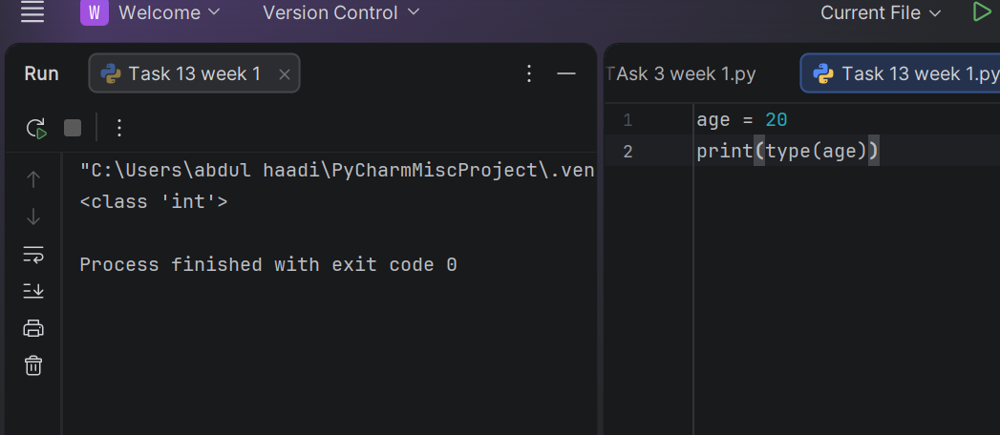 W Welcome Version Control Current File
Run Task 13 week 1
TAsk 3 week 1.py Task 13 week 1.py
"C:\Users\abdul haadi\PyCharmMiscProject\.ven
<class 'int'>
Process finished with exit code 0
1 age = 20
2 print(type(age))